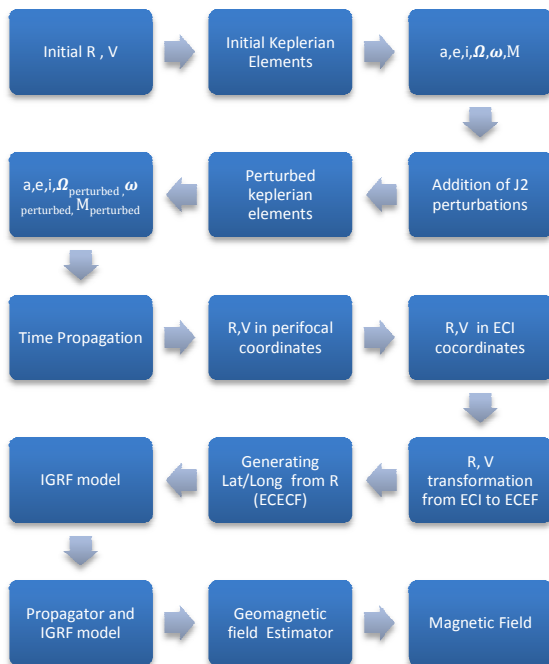 Initial R , V
Initial Keplerian
Elements
a,e,i,Ω,ω,M
Addition of J2
perturbations
Perturbed
keplerian
elements
a,e,i,Ωperturbed,ω
perturbed, Mperturbed
Time Propagation
R,V in perifocal
coordinates
R,V in ECI
cocordinates
R, V
transformation
from ECI to ECEF
Generating
Lat/Long from R
(ECECF)
IGRF model
Propagator and
IGRF model
Geomagnetic
field Estimator
Magnetic Field